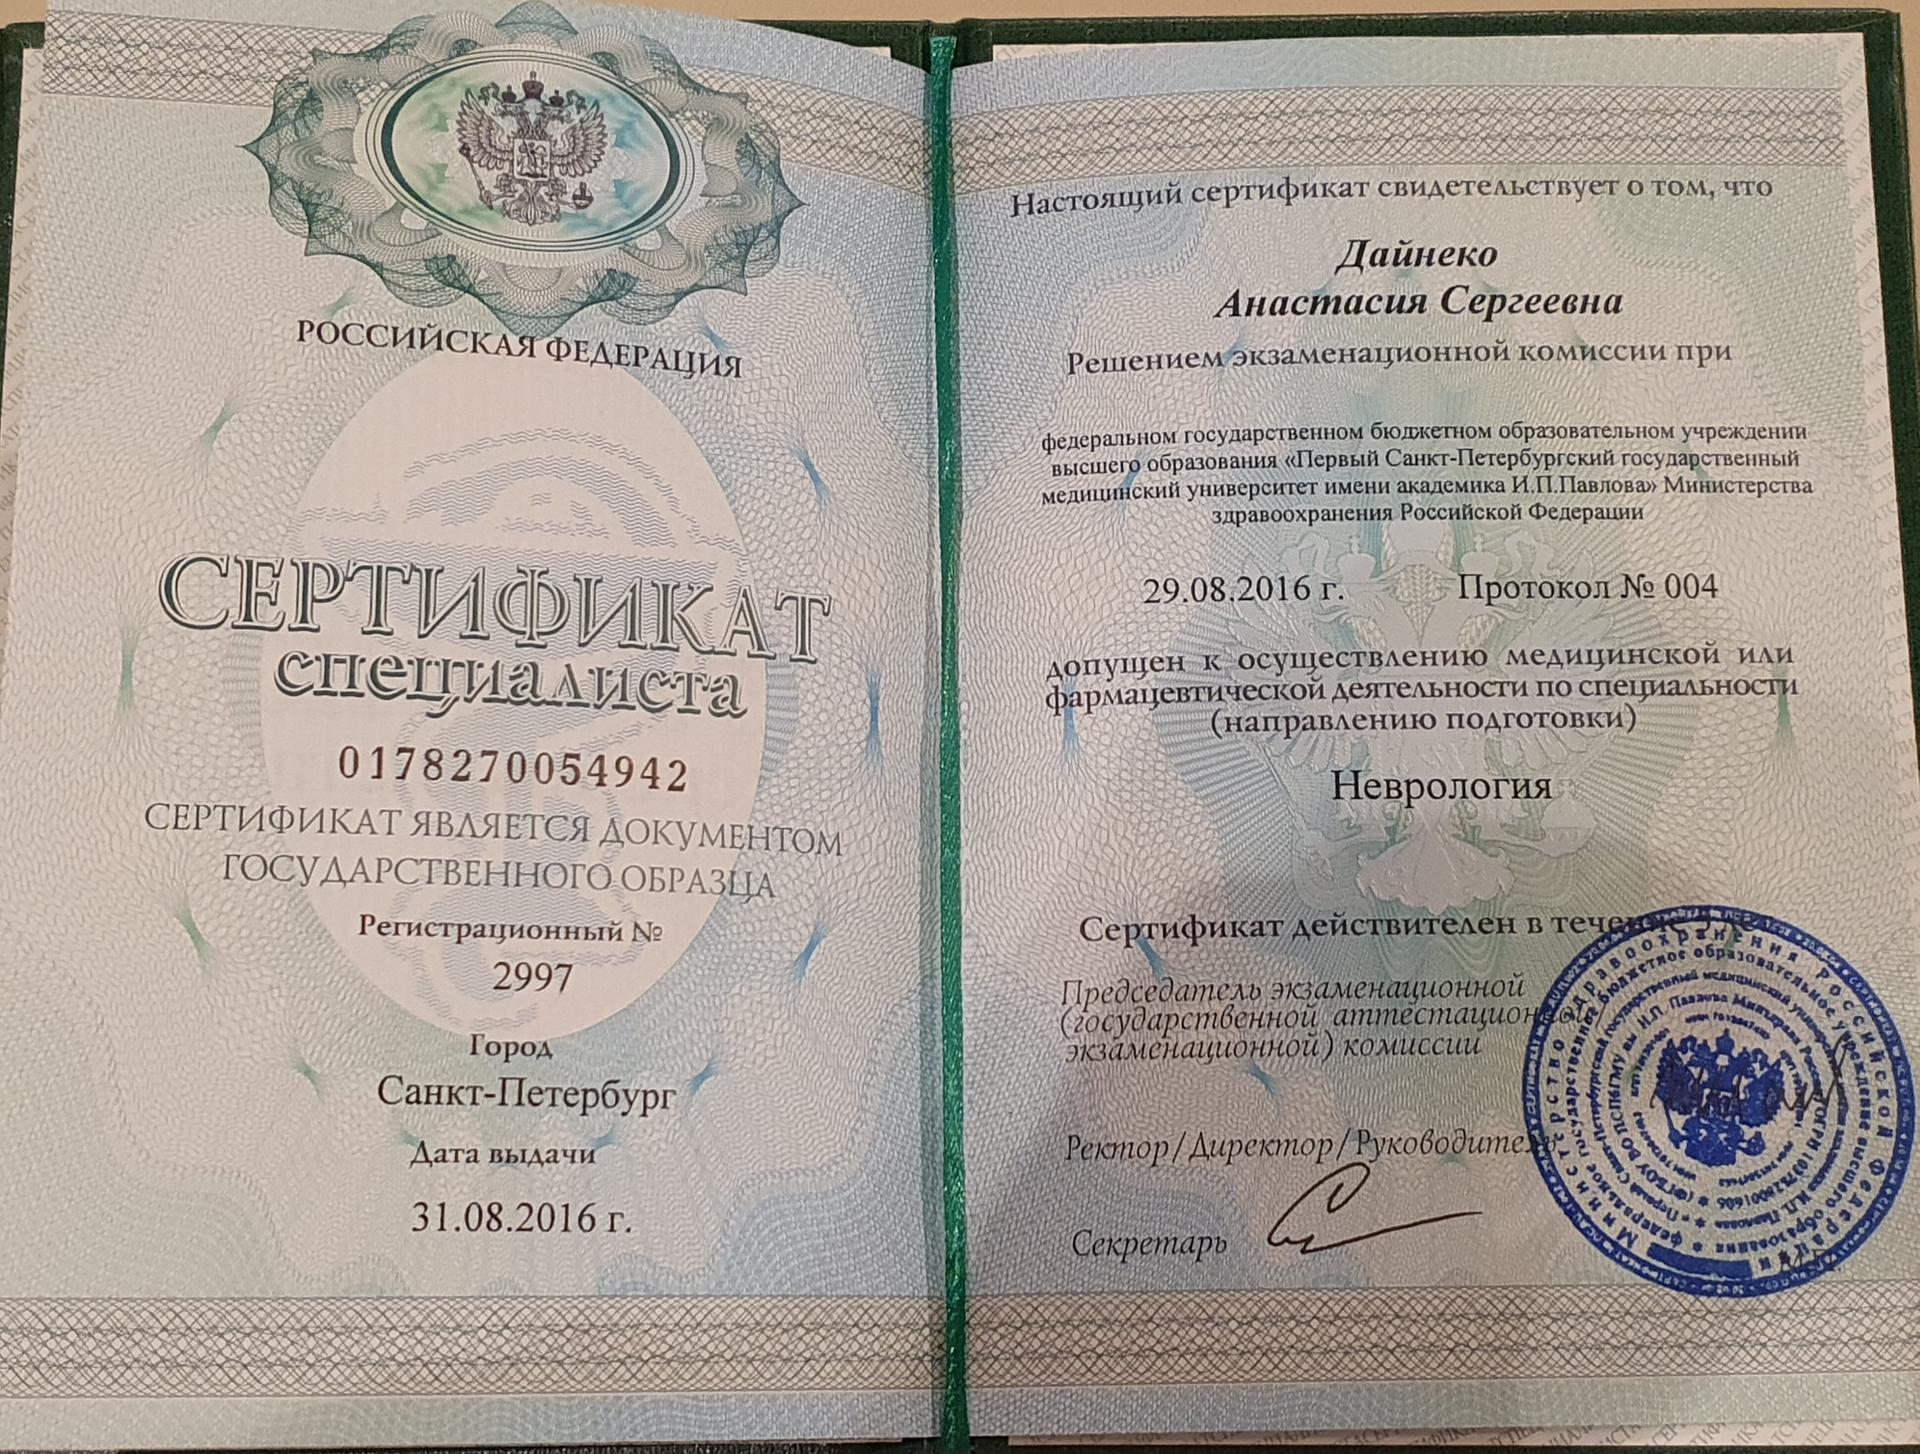 РОССИЙСКАЯ ФЕДЕРАЦИЯ
СЕРТИФИКАТ
специалиста
0178270054942
СЕРТИФИКАТ ЯВЛЯЕТСЯ ДОКУМЕНТОМ
ГОСУДАРСТВЕННОГО ОБРАЗЦА
Регистрационный №
2997
Город
Санкт-Петербург
Дата выдачи
31.08.2016 г.
Настоящий сертификат свидетельствует о том, что
Дайнеко
Анастасия Сергеевна
Решением экзаменационной комиссии при
федеральном государственном бюджетном образовательном учреждении
высшего образования «Первый Санкт-Петербургский государственный
медицинский университет имени академика И.П.Павлова» Министерства
здравоохранения Российской Федерации
29.08.2016 г. Протокол № 004
допущен к осуществлению медицинской или
фармацевтической деятельности по специальности
(направлению подготовки)
Неврология
Сертификат действителен в течение
Председатель экзаменационной
(государственной аттестационной/
экзаменационной) комиссии
Ректор/Директор/Руководитель
Секретарь
Министерство здравоохранения Российской Федерации